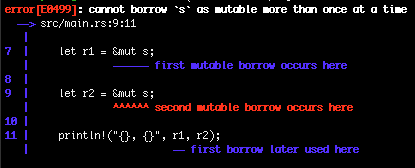 error[E0499]: cannot borrow `s` as mutable more than once at a time
--> src/main.rs:9:11
|
7 | let r1 = &mut s;
| ------ first mutable borrow occurs here
8 |
9 | let r2 = &mut s;
| ^^^^^^ second mutable borrow occurs here
10 |
11 | println!("{}, {}", r1, r2);
| -- first borrow later used here